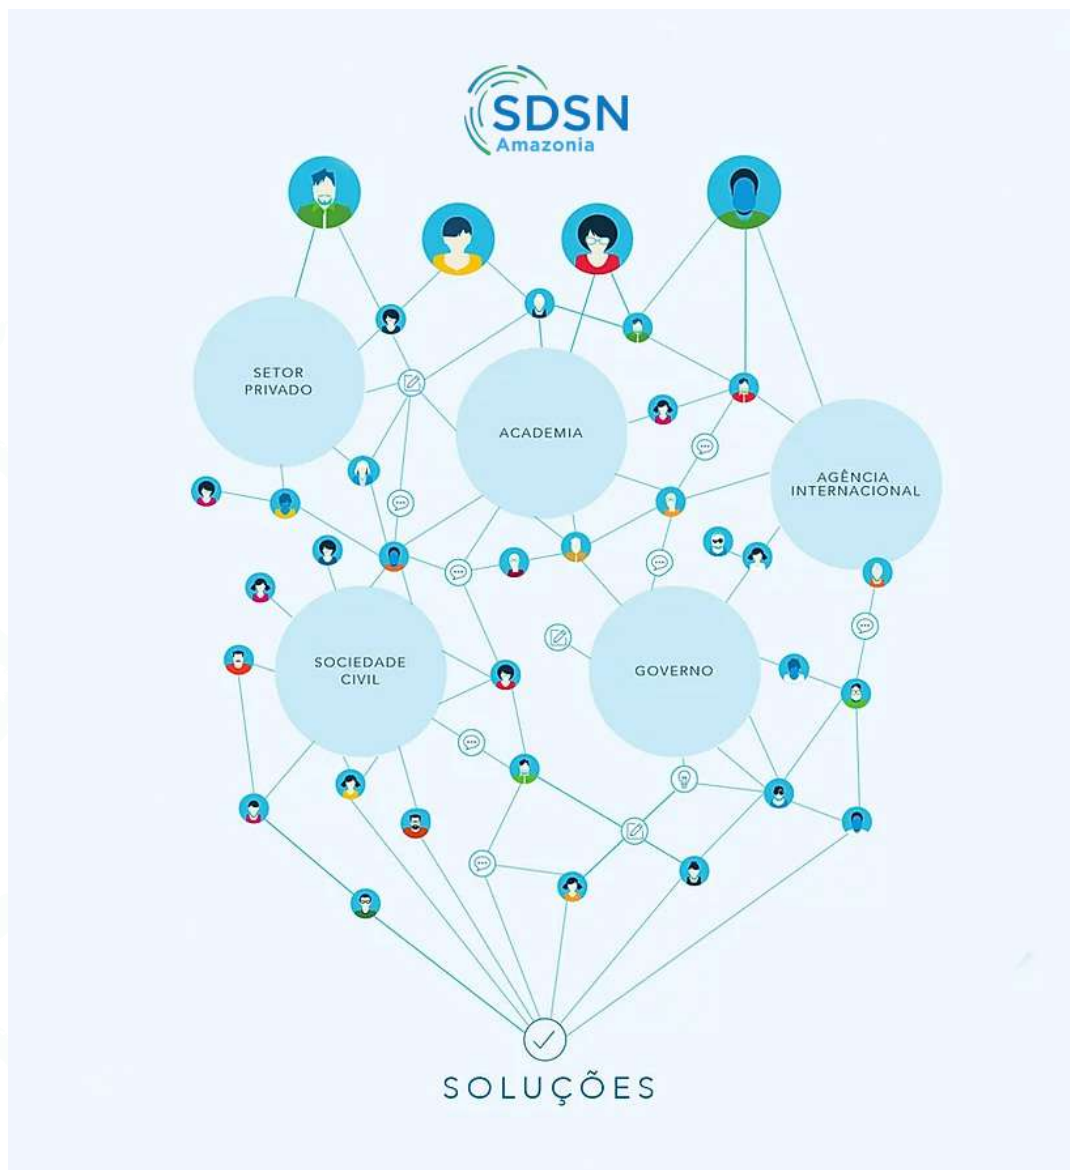 SDSN
Amazonia
SETOR
PRIVADO
ACADEMIA
AGÊNCIA
INTERNACIONAL
SOCIEDADE
CIVIL
GOVERNO
SOLUÇÕES